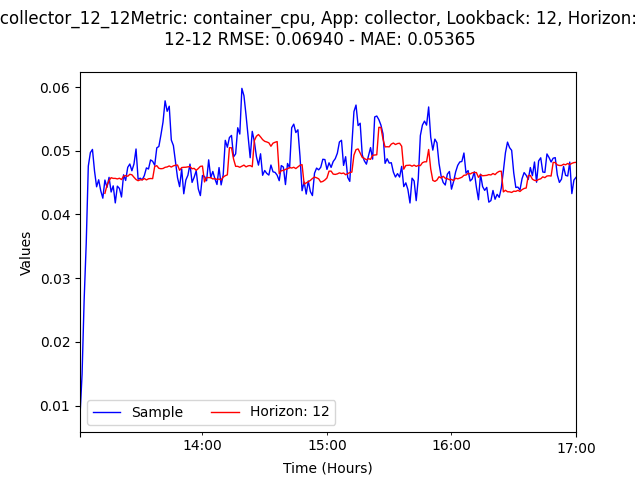 collector_12_12Metric: container_cpu, App: collector, Lookback: 12, Horizon:
12-12 RMSE: 0.06940 - MAE: 0.05365
0.06
0.05
0.04
0.03
0.02
0.01
Values
Sample
Horizon: 12
14:00
15:00
16:00
17:00
Time (Hours)